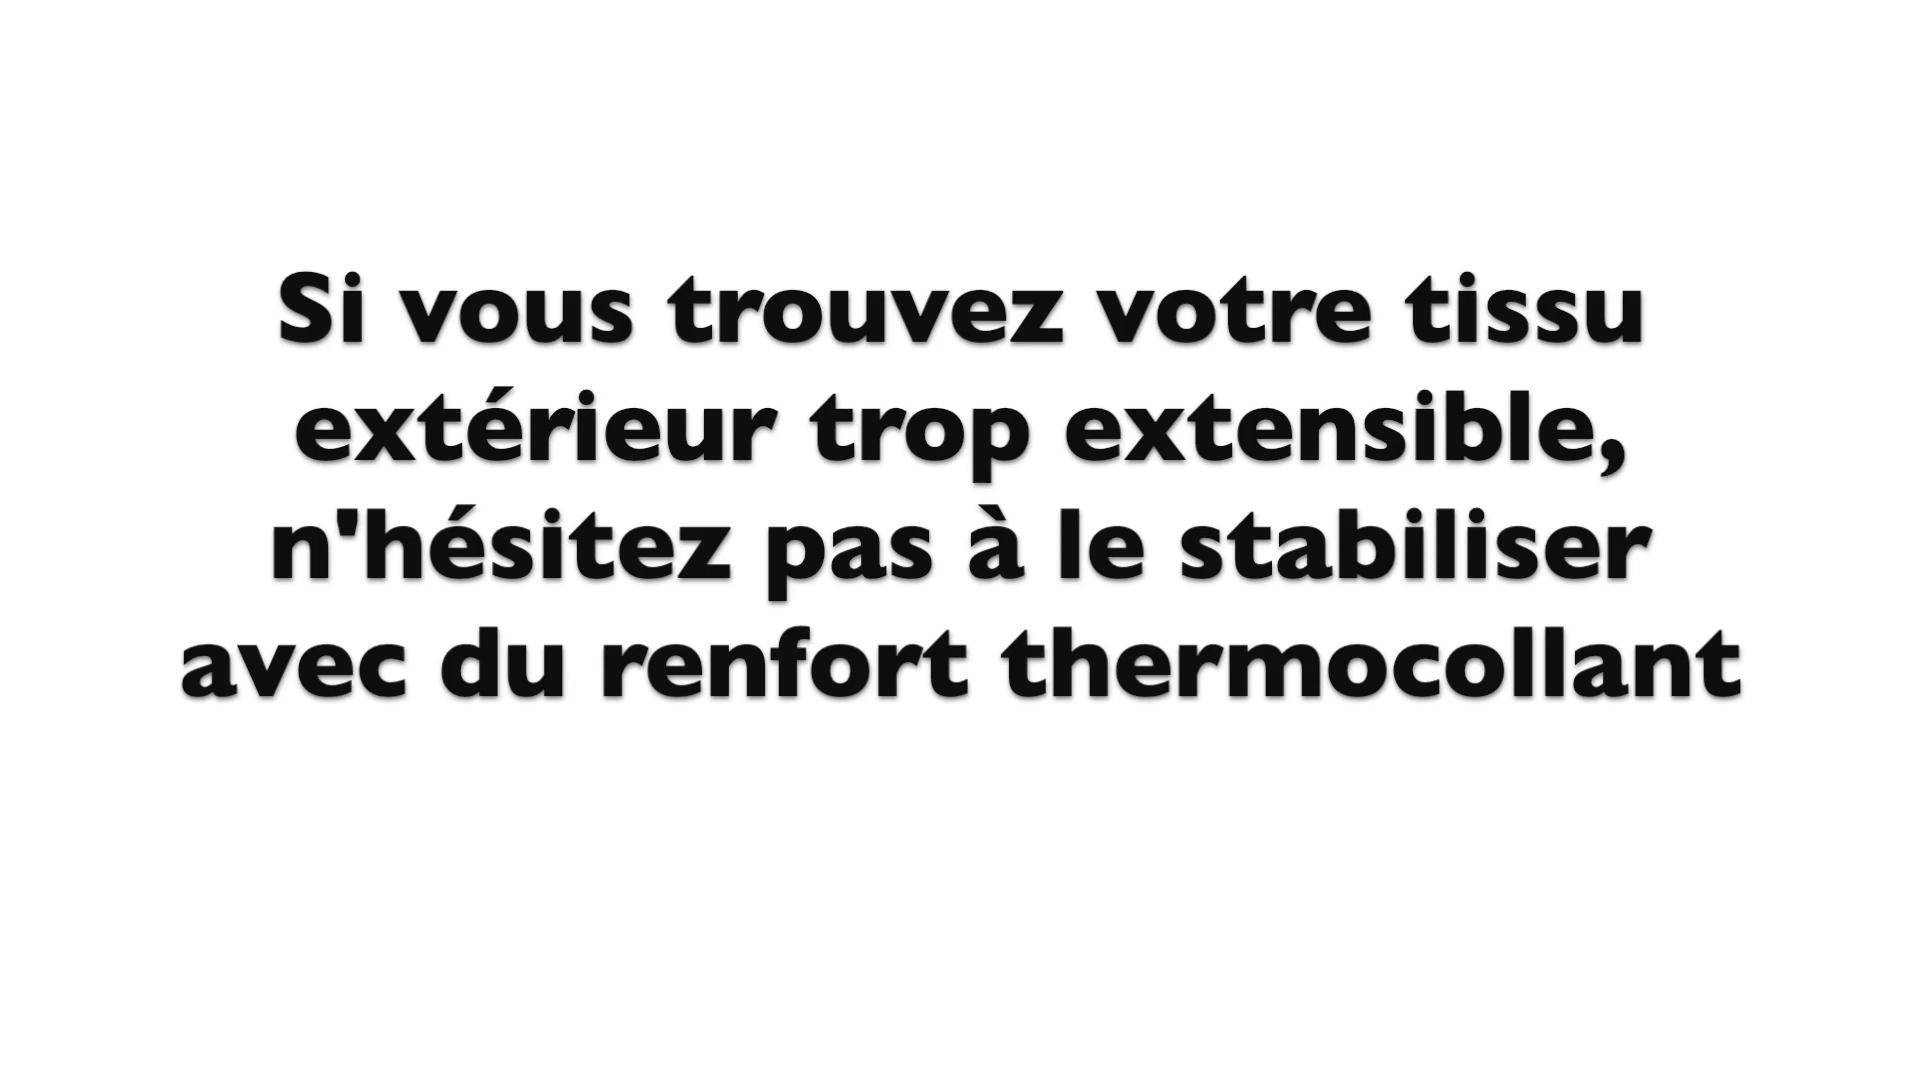 Si vous trouvez votre tissu
extérieur trop extensible,
n'hésitez pas à le stabiliser
avec du renfort thermocollant